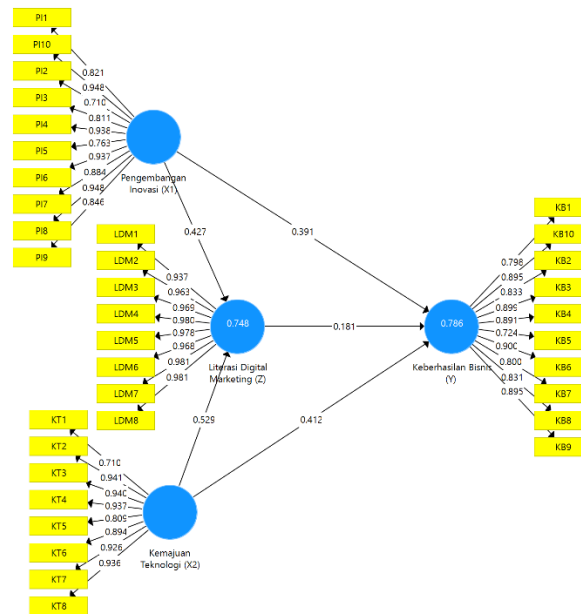 PI1
PI10
PI2
PI3
PI4
PI5
PI6
PI7
PI8
PI9
0.821
0.948
0.710
0.811
0.938
0.763
0.937
0.884
0.948
0.846
Pengembangan
Inovasi (X1)
0.427
0.391
LDM1
LDM2
LDM3
LDM4
LDM5
LDM6
LDM7
LDM8
0.937
0.963
0.969
0.980
0.978
0.968
0.981
0.981
0.748
Literasi Digital
Marketing (Z)
0.181
0.529
0.412
KB1
KB10
KB2
KB3
KB4
KB5
KB6
KB7
KB8
KB9
0.798
0.895
0.833
0.899
0.891
0.724
0.900
0.800
0.831
0.895
0.786
Keberhasilan Bisnis
(Y)
KT1
KT2
KT3
KT4
KT5
KT6
KT7
KT8
0.710
0.941
0.940
0.937
0.809
0.894
0.926
0.936
Kemajuan
Teknologi (X2)